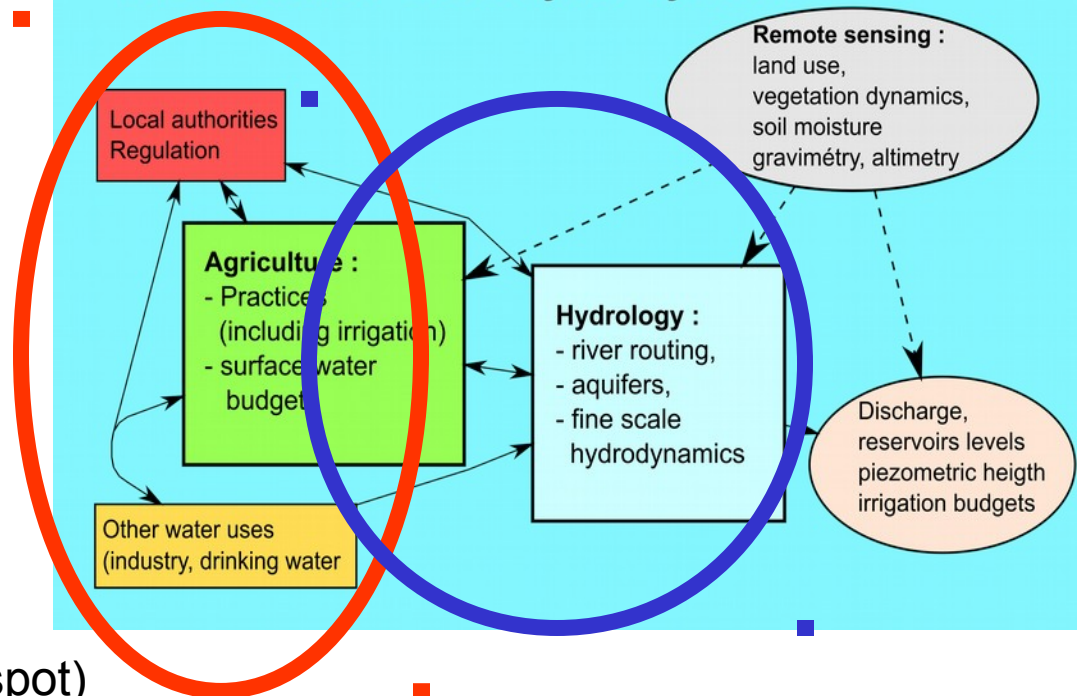 Local authorities
Regulation
Remote sensing :
land use,
vegetation dynamics,
soil moisture
gravimétry, altimetry
Agriculture :
- Practices
(including irrigation)
- surface water
budget
Hydrology :
- river routing,
- aquifers,
- fine scale
hydrodynamics
Discharge,
reservoirs levels
piezometric heigth
irrigation budgets
Other water uses
(industry, drinking water
spot)